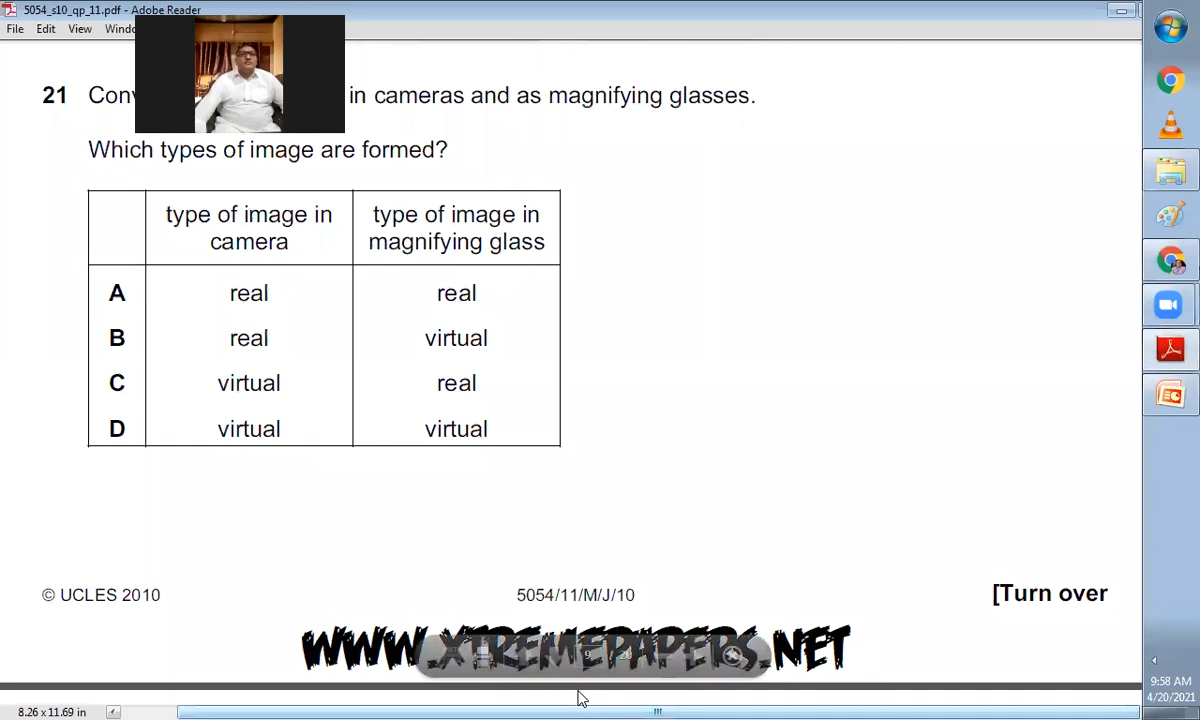 5054_s10_qp_11.pdf - Adobe Reader
File Edit View
21 in cameras and as magnifying glasses.
Which types of image are formed?
type of image in camera type of image in magnifying glass
A real real
B real virtual
C virtual real
D virtual virtual
© UCLES 2010 5054/11/M/J/10 [Turn over
WWW.XTREMEPAPERS.NET
8.26 x 11.69 in
9:58 AM
4/20/2021